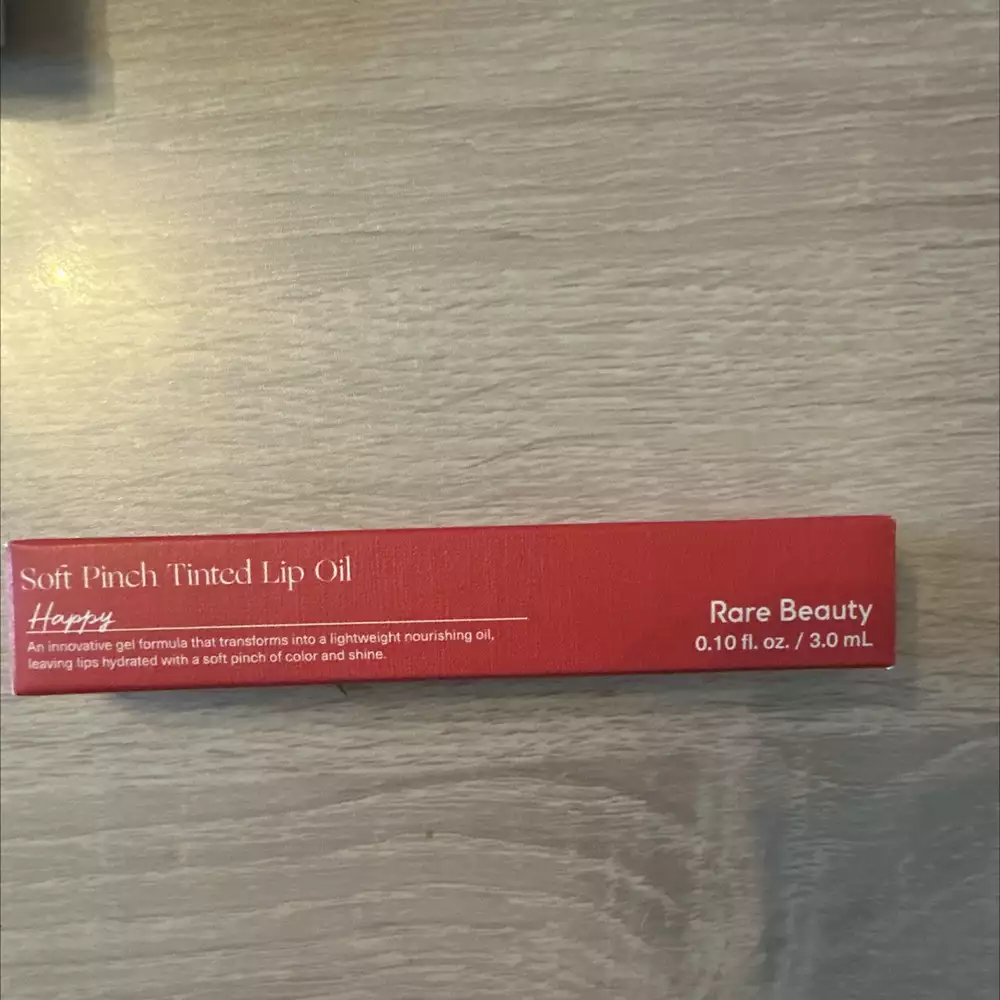 Soft Pinch Tinted Lip Oil
Happy
An innovative gel formula that transforms into a lightweight nourishing oil,
leaving lips hydrated with a soft pinch of color and shine.
Rare Beauty
0.10 fl. oz. / 3.0 mL